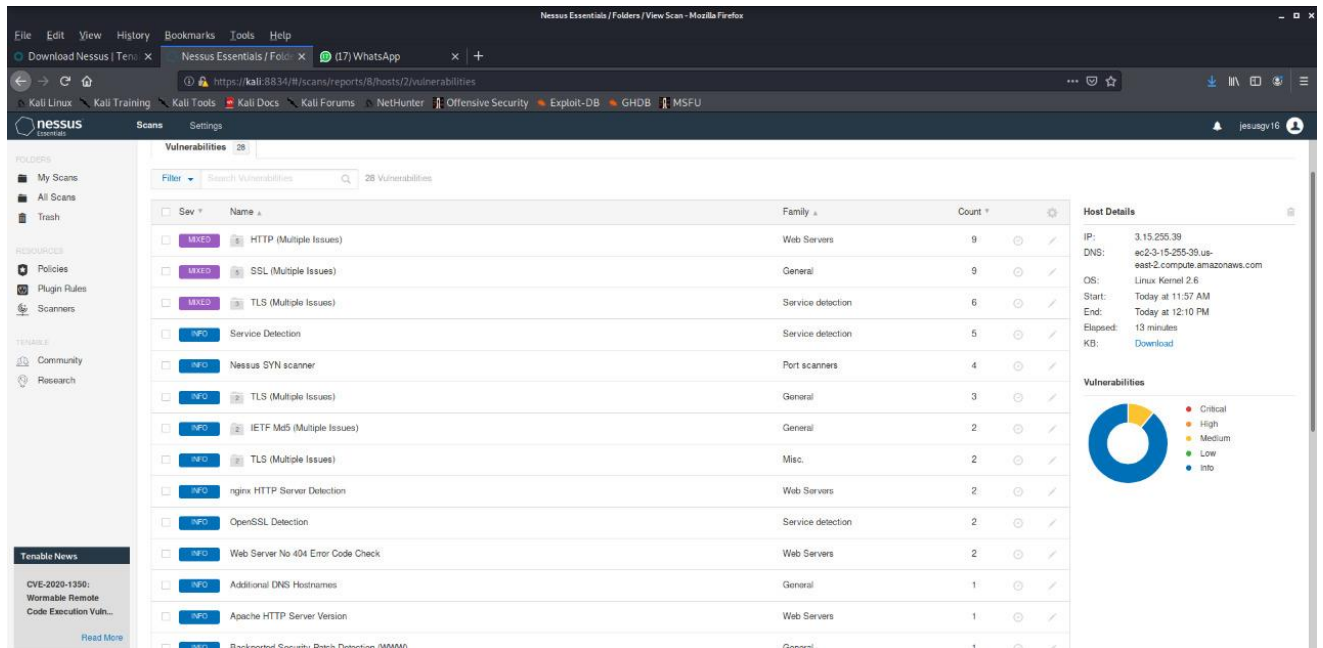 Nessus Essentials / Folders / View Scan - Mozilla Firefox
File Edit View History Bookmarks Tools Help
Download Nessus | Tena
Nessus Essentials / Folde
(17) WhatsApp
https://kali:8834/#/scans/reports/8/hosts/2/vulnerabilities
Kali Linux Kali Training Kali Tools Kali Docs Kali Forums NetHunter Offensive Security Exploit-DB GHDB MSFU
nessus Essentials
Scans Settings
jesusgv16
FOLDERS
My Scans
All Scans
Trash
RESOURCES
Policies
Plugin Rules
Scanners
TENABLE
Community
Research
Tenable News
CVE-2020-1350:
Wormable Remote
Code Execution Vuln...
Read More
Vulnerabilities 28
Filter Search Vulnerabilities 28 Vulnerabilities
Sev Name Family Count
MIXED HTTP (Multiple Issues) Web Servers 9
MIXED SSL (Multiple Issues) General 9
MIXED TLS (Multiple Issues) Service detection 6
INFO Service Detection Service detection 5
INFO Nessus SYN scanner Port scanners 4
INFO 2 TLS (Multiple Issues) General 3
INFO 2 IETF Md5 (Multiple Issues) General 2
INFO 2 TLS (Multiple Issues) Misc. 2
INFO nginx HTTP Server Detection Web Servers 2
INFO OpenSSL Detection Service detection 2
INFO Web Server No 404 Error Code Check Web Servers 2
INFO Additional DNS Hostnames General 1
INFO Apache HTTP Server Version Web Servers 1
INFO Backported Security Patch Detection (WWW) General 1
Host Details
IP: 3.15.255.39
DNS: ec2-3-15-255-39.us-
east-2.compute.amazonaws.com
OS: Linux Kernel 2.6
Start: Today at 11:57 AM
End: Today at 12:10 PM
Elapsed: 13 minutes
KB: Download
Vulnerabilities
Critical
High
Medium
Low
Info